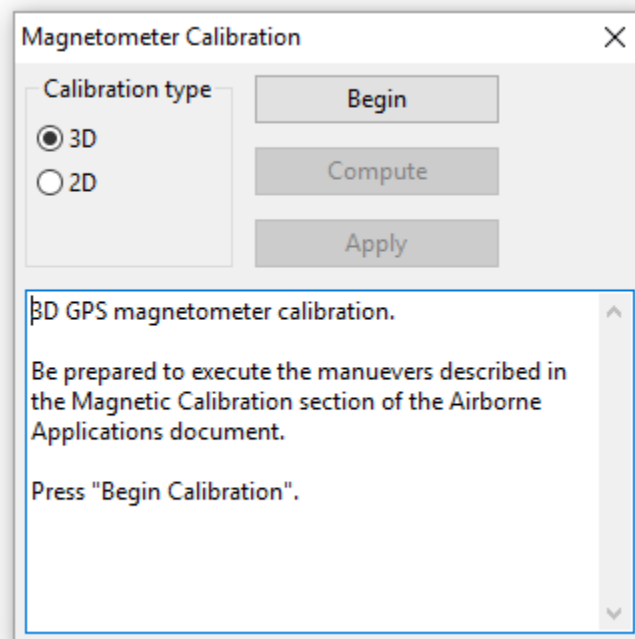 Magnetometer Calibration
Calibration type
3D
2D
Begin
Compute
Apply
3D GPS magnetometer calibration.
Be prepared to execute the manuevers described in
the Magnetic Calibration section of the Airborne
Applications document.
Press "Begin Calibration".